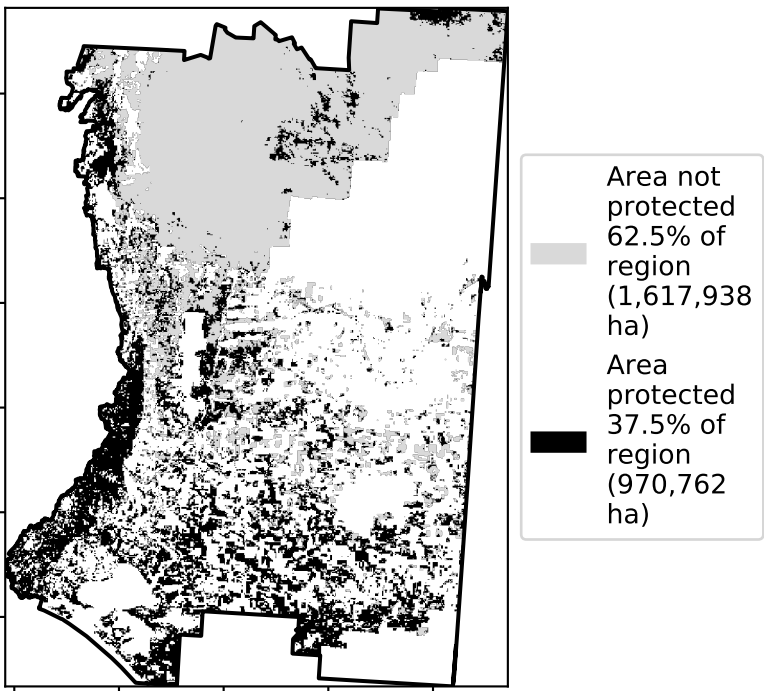 Area not
protected
62.5% of
region
(1,617,938
ha)
Area
protected
37.5% of
region
(970,762
ha)